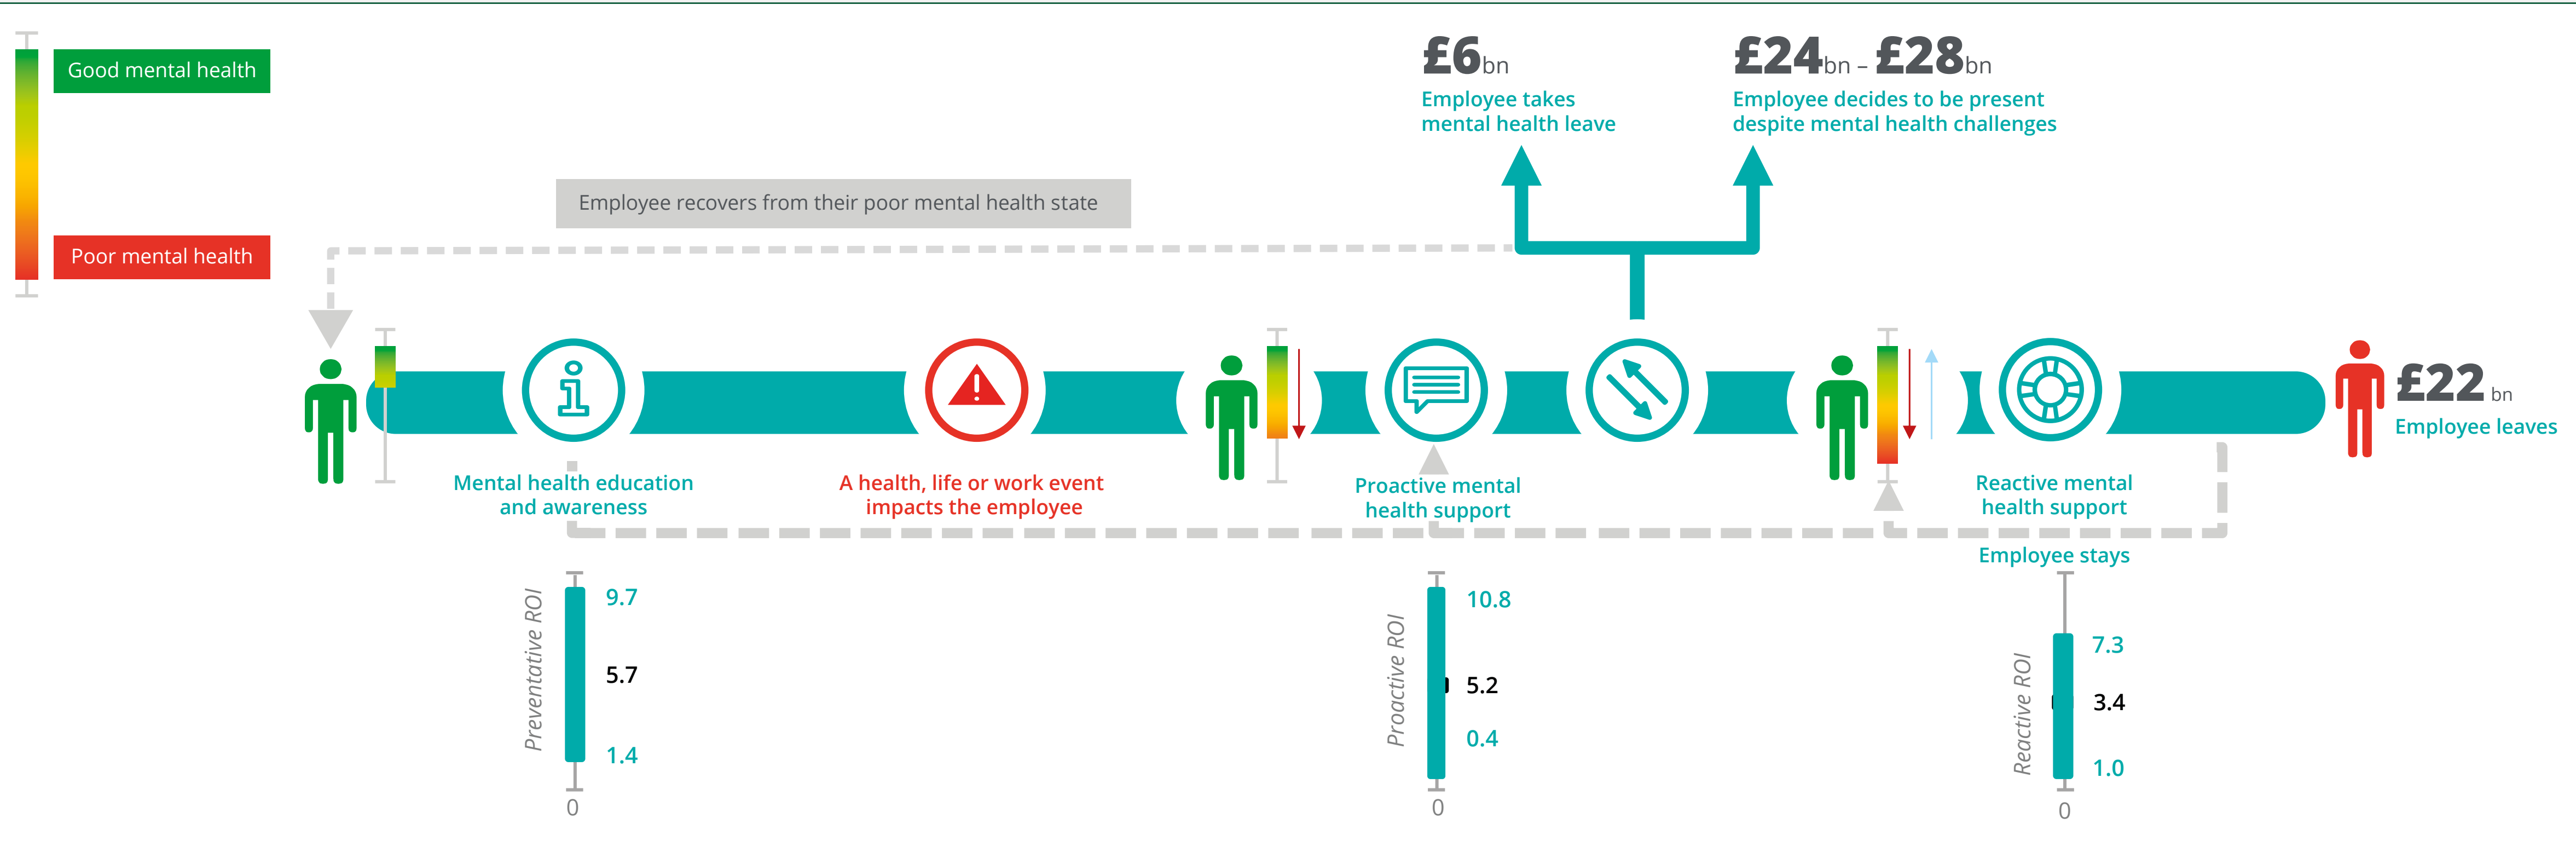 Good mental health
Poor mental health
£6bn
Employee takes
mental health leave
£24bn – £28bn
Employee decides to be present
despite mental health challenges
Employee recovers from their poor mental health state
£22 bn
Employee leaves
Mental health education
and awareness
A health, life or work event
impacts the employee
Proactive mental
health support
Reactive mental
health support
Employee stays
Preventative ROI
9.7
5.7
1.4
0
Proactive ROI
10.8
5.2
0.4
0
Reactive ROI
7.3
3.4
1.0
0